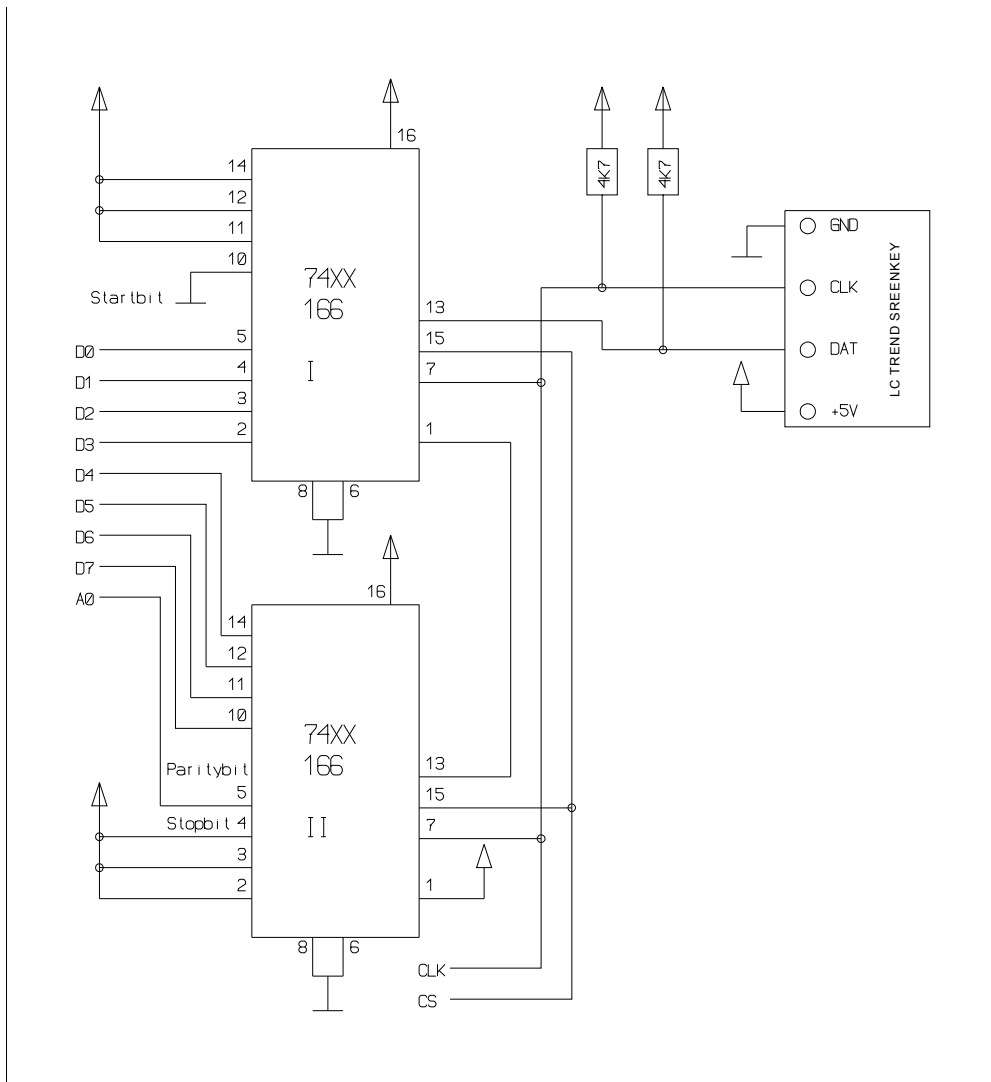 16
14
12
11
10
Startbit
74XX
166
I
13
15
7
1
5
4
3
2
D0
D1
D2
D3
D4
D5
D6
D7
A0
8
6
4K7
4K7
GND
CLK
DAT
+5V
LC TREND SREENKEY
16
14
12
11
10
74XX
166
II
Paritybit
5
Stopbit 4
3
2
13
15
7
1
8
6
CLK
CS